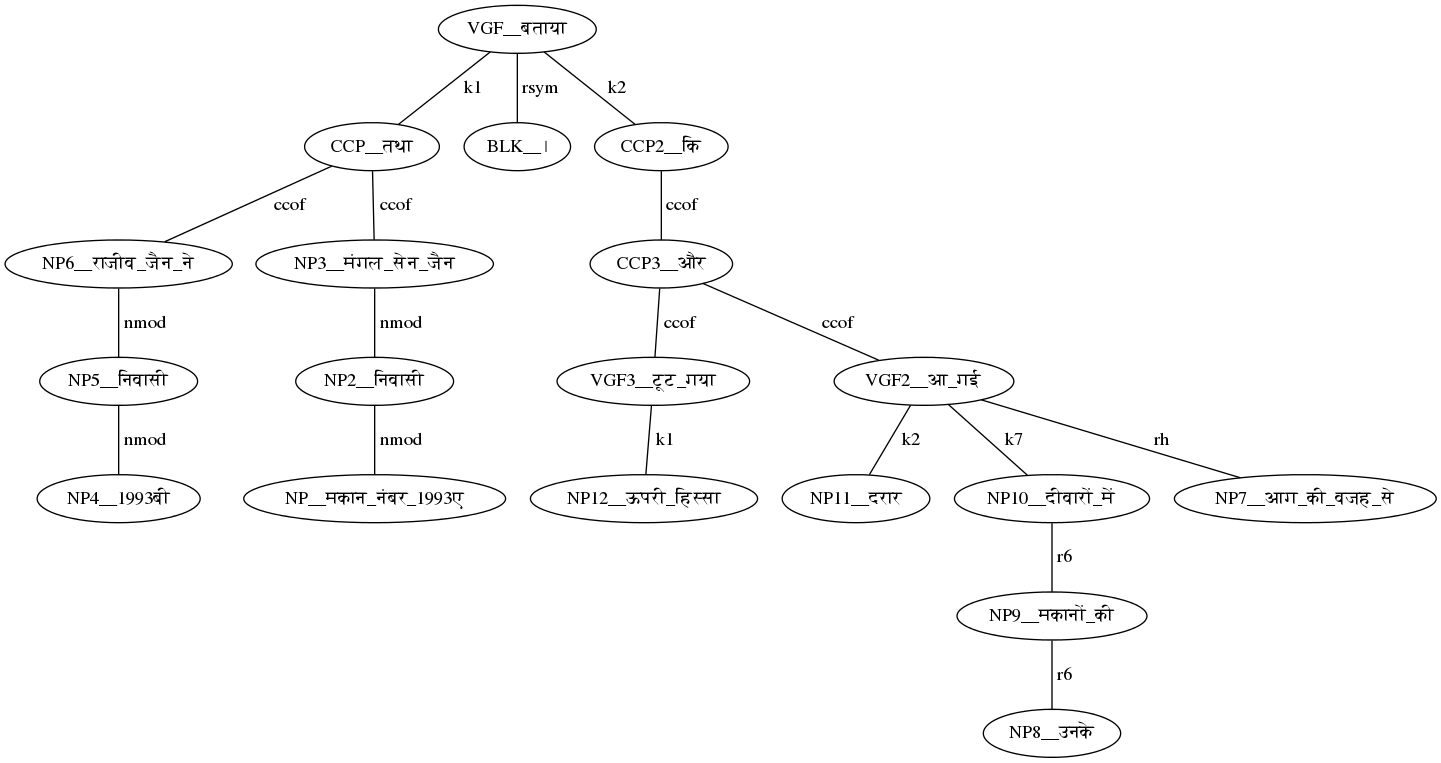 VGF__बताया
k1 rsym k2
CCP__तथा BLK__। CCP2__कि
ccof ccof ccof
NP6__राजीव_जैन_ने NP3__मंगल_सेन_जैन CCP3__और
nmod nmod ccof ccof
NP5__निवासी NP2__निवासी VGF3__टूट_गया VGF2__आ_गई
nmod nmod k1 k2 k7 rh
NP4__1993बी NP__मकान_नंबर_1993ए NP12__ऊपरी_हिस्सा NP11__दरार NP10__दीवारों_में NP7__आग_की_वजह_से
r6
NP9__मकानों_की
r6
NP8__उनके